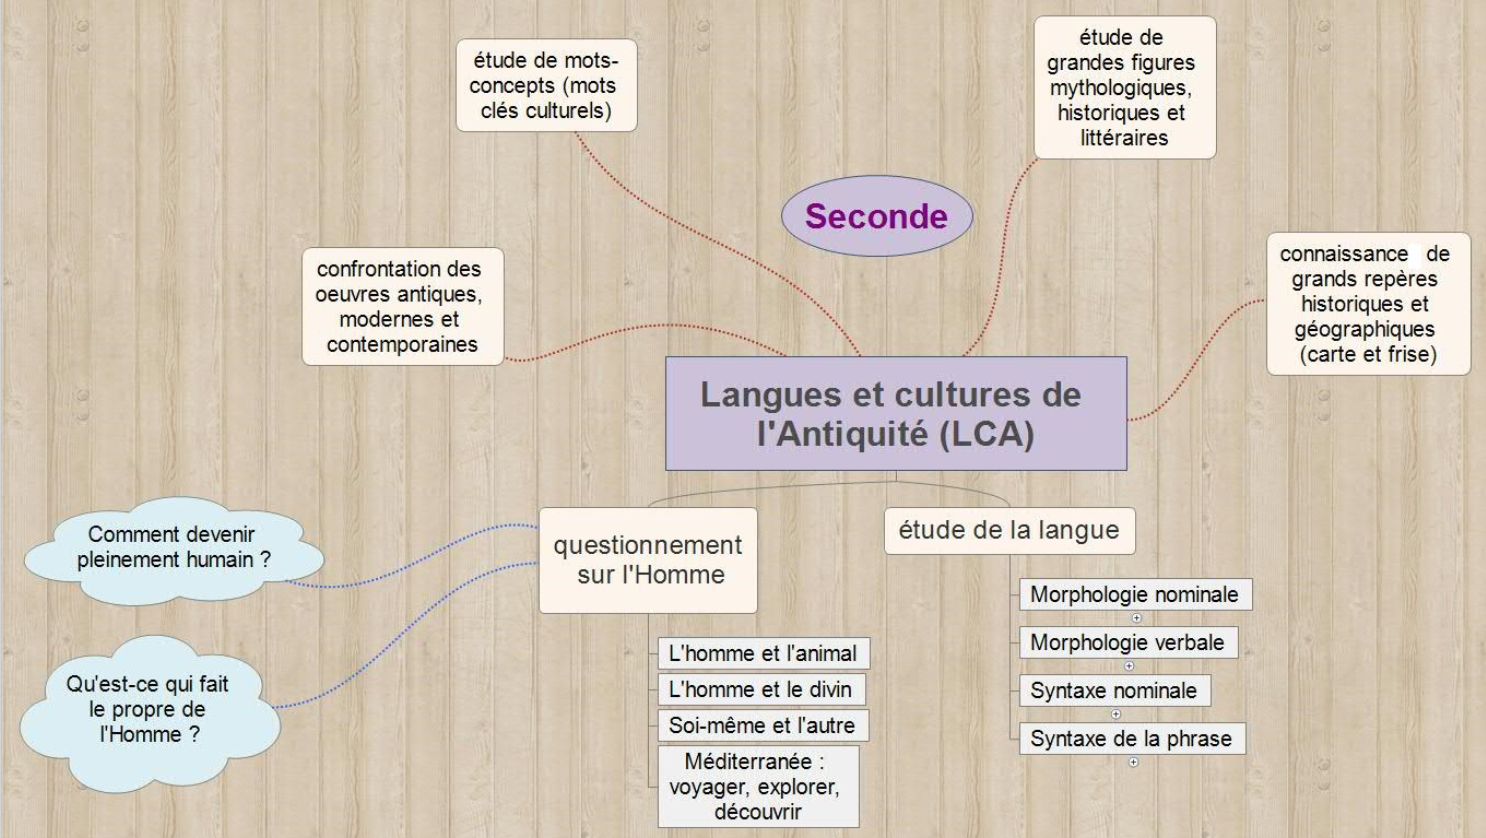 étude de mots-
concepts (mots
clés culturels)
étude de
grandes figures
mythologiques,
historiques et
littéraires
Seconde
confrontation des
oeuvres antiques,
modernes et
contemporaines
connaissance de
grands repères
historiques et
géographiques
(carte et frise)
Langues et cultures de
l'Antiquité (LCA)
Comment devenir
pleinement humain ?
Qu'est-ce qui fait
le propre de
l'Homme ?
questionnement
sur l'Homme
L'homme et l'animal
L'homme et le divin
Soi-même et l'autre
Méditerranée :
voyager, explorer,
découvrir
étude de la langue
Morphologie nominale
Morphologie verbale
Syntaxe nominale
Syntaxe de la phrase